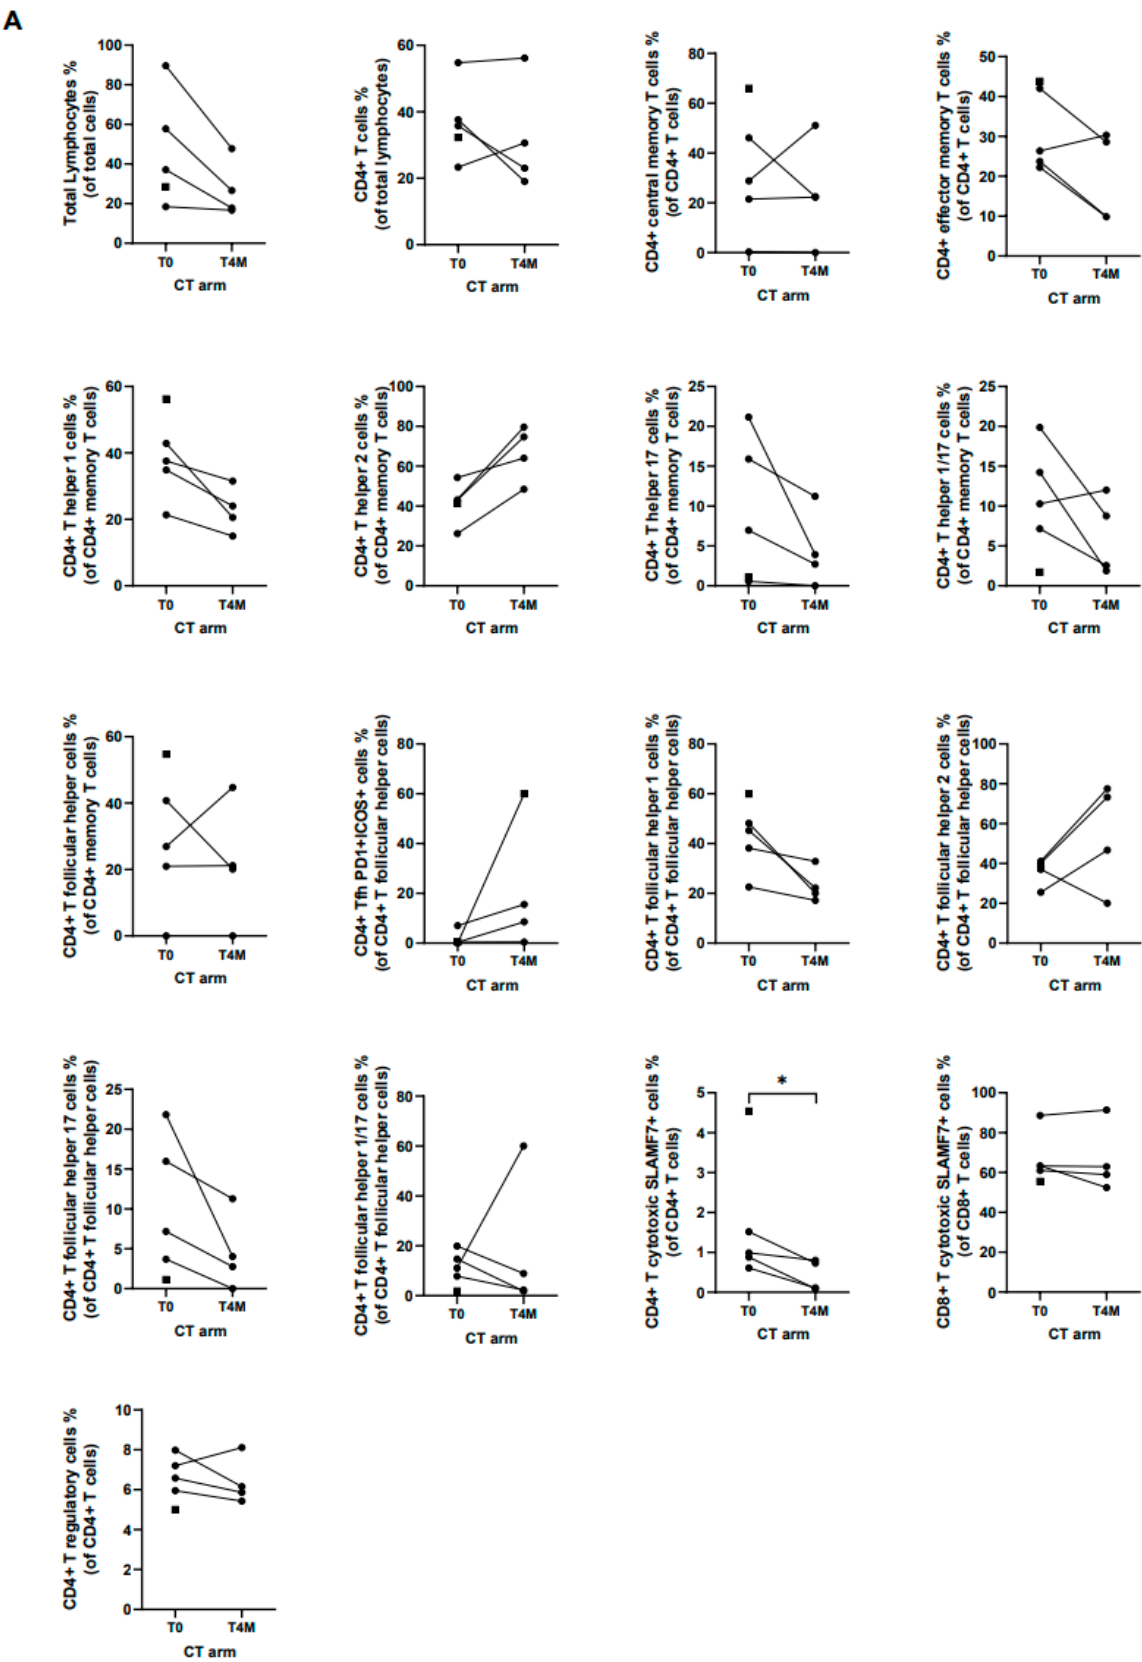 A
Total Lymphocytes %
(of total cells)
100
80
60
40
20
0
T0 T4M
CT arm
CD4+ T cells %
(of total lymphocytes)
60
40
20
0
T0 T4M
CT arm
CD4+ central memory T cells %
(of CD4+ T cells)
80
60
40
20
0
T0 T4M
CT arm
CD4+ effector memory T cells %
(of CD4+ T cells)
50
40
30
20
10
0
T0 T4M
CT arm
CD4+ T helper 1 cells %
(of CD4+ memory T cells)
60
40
20
0
T0 T4M
CT arm
CD4+ T helper 2 cells %
(of CD4+ memory T cells)
100
80
60
40
20
0
T0 T4M
CT arm
CD4+ T helper 17 cells %
(of CD4+ memory T cells)
25
20
15
10
5
0
T0 T4M
CT arm
CD4+ T helper 1/17 cells %
(of CD4+ memory T cells)
25
20
15
10
5
0
T0 T4M
CT arm
CD4+ T follicular helper cells %
(of CD4+ memory T cells)
60
40
20
0
T0 T4M
CT arm
CD4+ Tfh PD1+ICOS+ cells %
(of CD4+ T follicular helper cells)
80
60
40
20
0
T0 T4M
CT arm
CD4+ T follicular helper 1 cells %
(of CD4+ T follicular helper cells)
80
60
40
20
0
T0 T4M
CT arm
CD4+ T follicular helper 2 cells %
(of CD4+ T follicular helper cells)
100
80
60
40
20
0
T0 T4M
CT arm
CD4+ T follicular helper 17 cells %
(of CD4+ T follicular helper cells)
25
20
15
10
5
0
T0 T4M
CT arm
CD4+ T follicular helper 1/17 cells %
(of CD4+ T follicular helper cells)
80
60
40
20
0
T0 T4M
CT arm
CD4+ T cytotoxic SLAMF7+ cells %
(of CD4+ T cells)
5
4
3
2
1
0
*
T0 T4M
CT arm
CD8+ T cytotoxic SLAMF7+ cells %
(of CD8+ T cells)
100
80
60
40
20
0
T0 T4M
CT arm
CD4+ T regulatory cells %
(of CD4+ T cells)
10
8
6
4
2
0
T0 T4M
CT arm